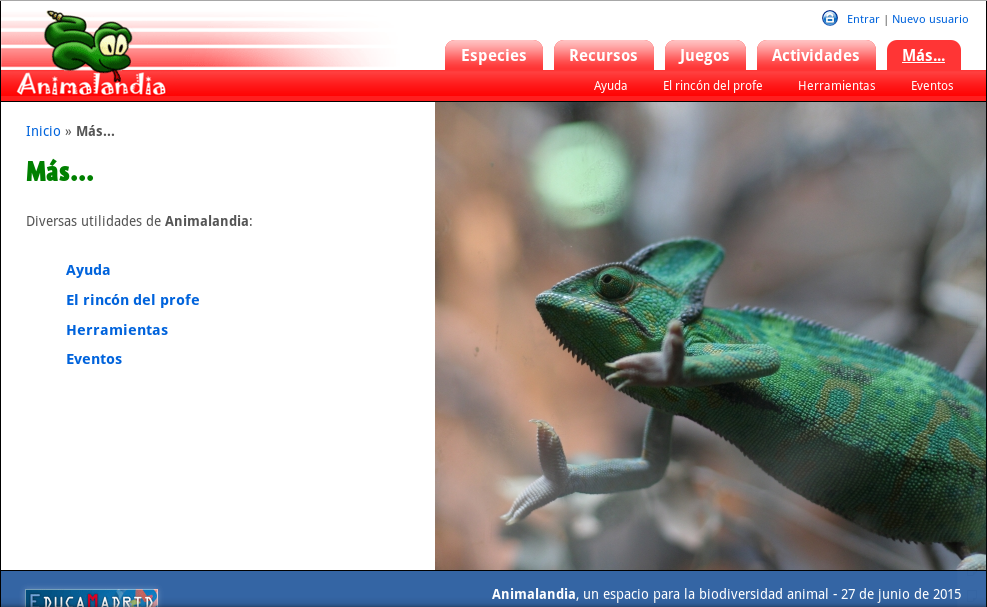 Entrar | Nuevo usuario
Animalandia
Especies Recursos Juegos Actividades Más...
Ayuda El rincón del profe Herramientas Eventos
Inicio » Más...
Más...
Diversas utilidades de Animalandia:
Ayuda
El rincón del profe
Herramientas
Eventos
EDUCAMADRID
Animalandia, un espacio para la biodiversidad animal - 27 de junio de 2015